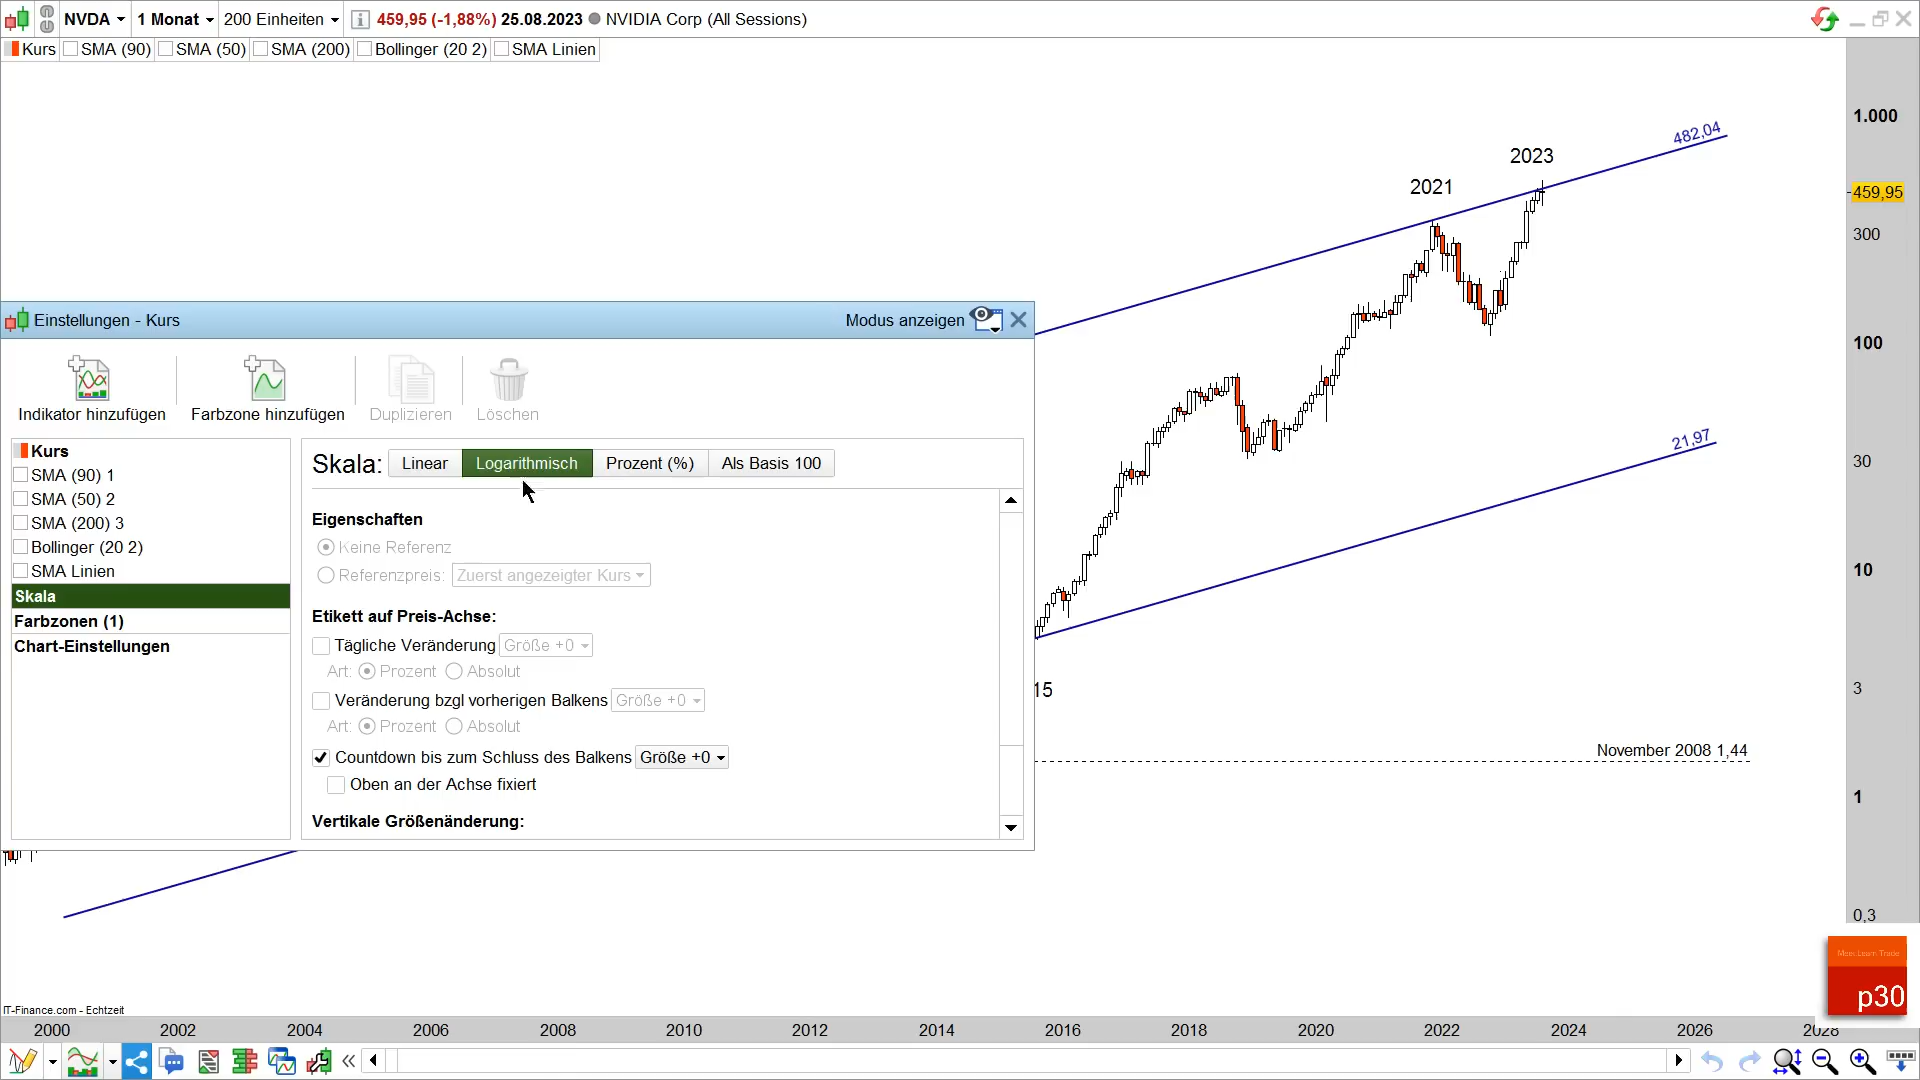 NVDA 1 Monat 200 Einheiten 459,95 (-1,88%) 25.08.2023 NVIDIA Corp (All Sessions)
Kurs SMA (90) SMA (50) SMA (200) Bollinger (20 2) SMA Linien
1.000
482,04
2023
2021
459,95
300
Einstellungen - Kurs Modus anzeigen
100
Indikator hinzufügen Farbzone hinzufügen Duplizieren Löschen
21,97
Kurs
SMA (90) 1
SMA (50) 2
SMA (200) 3
Bollinger (20 2)
SMA Linien
Skala
Farbzonen (1)
Chart-Einstellungen
Skala: Linear Logarithmisch Prozent (%) Als Basis 100
Eigenschaften
Keine Referenz
Referenzpreis: Zuerst angezeigter Kurs
Etikett auf Preis-Achse:
Tägliche Veränderung Größe +0
Art: Prozent Absolut
Veränderung bzgl vorherigen Balkens Größe +0
Art: Prozent Absolut
Countdown bis zum Schluss des Balkens Größe +0
Oben an der Achse fixiert
Vertikale Größenänderung:
30
10
3
15
November 2008 1,44
1
0,3
Meer.Learn Trade
p30
IT-Finance.com - Echtzeit
2000 2002 2004 2006 2008 2010 2012 2014 2016 2018 2020 2022 2024 2026 2028